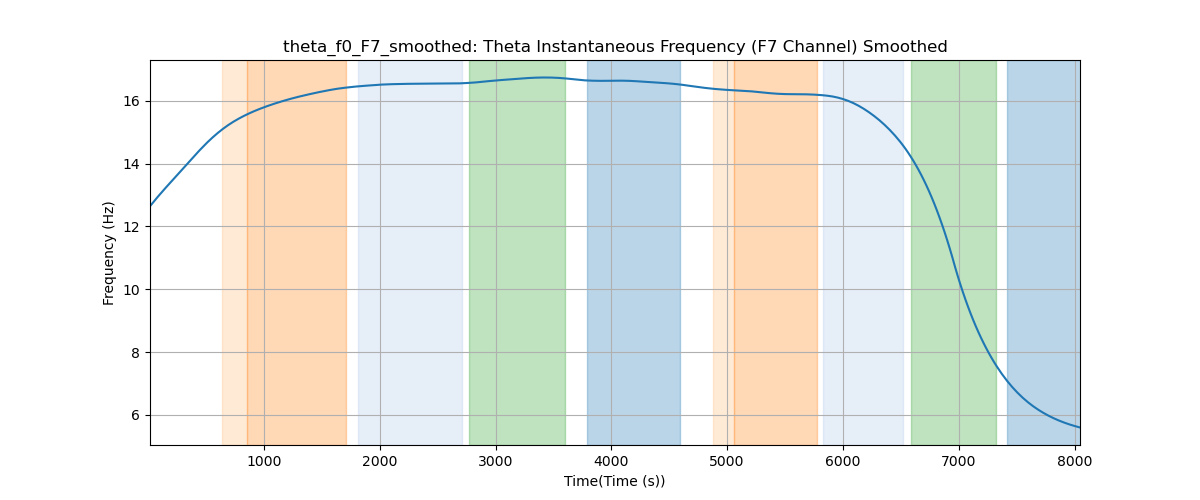 theta_f0_F7_smoothed: Theta Instantaneous Frequency (F7 Channel) Smoothed
Frequency (Hz)
16
14
12
10
8
6
1000 2000 3000 4000 5000 6000 7000 8000
Time(Time (s))